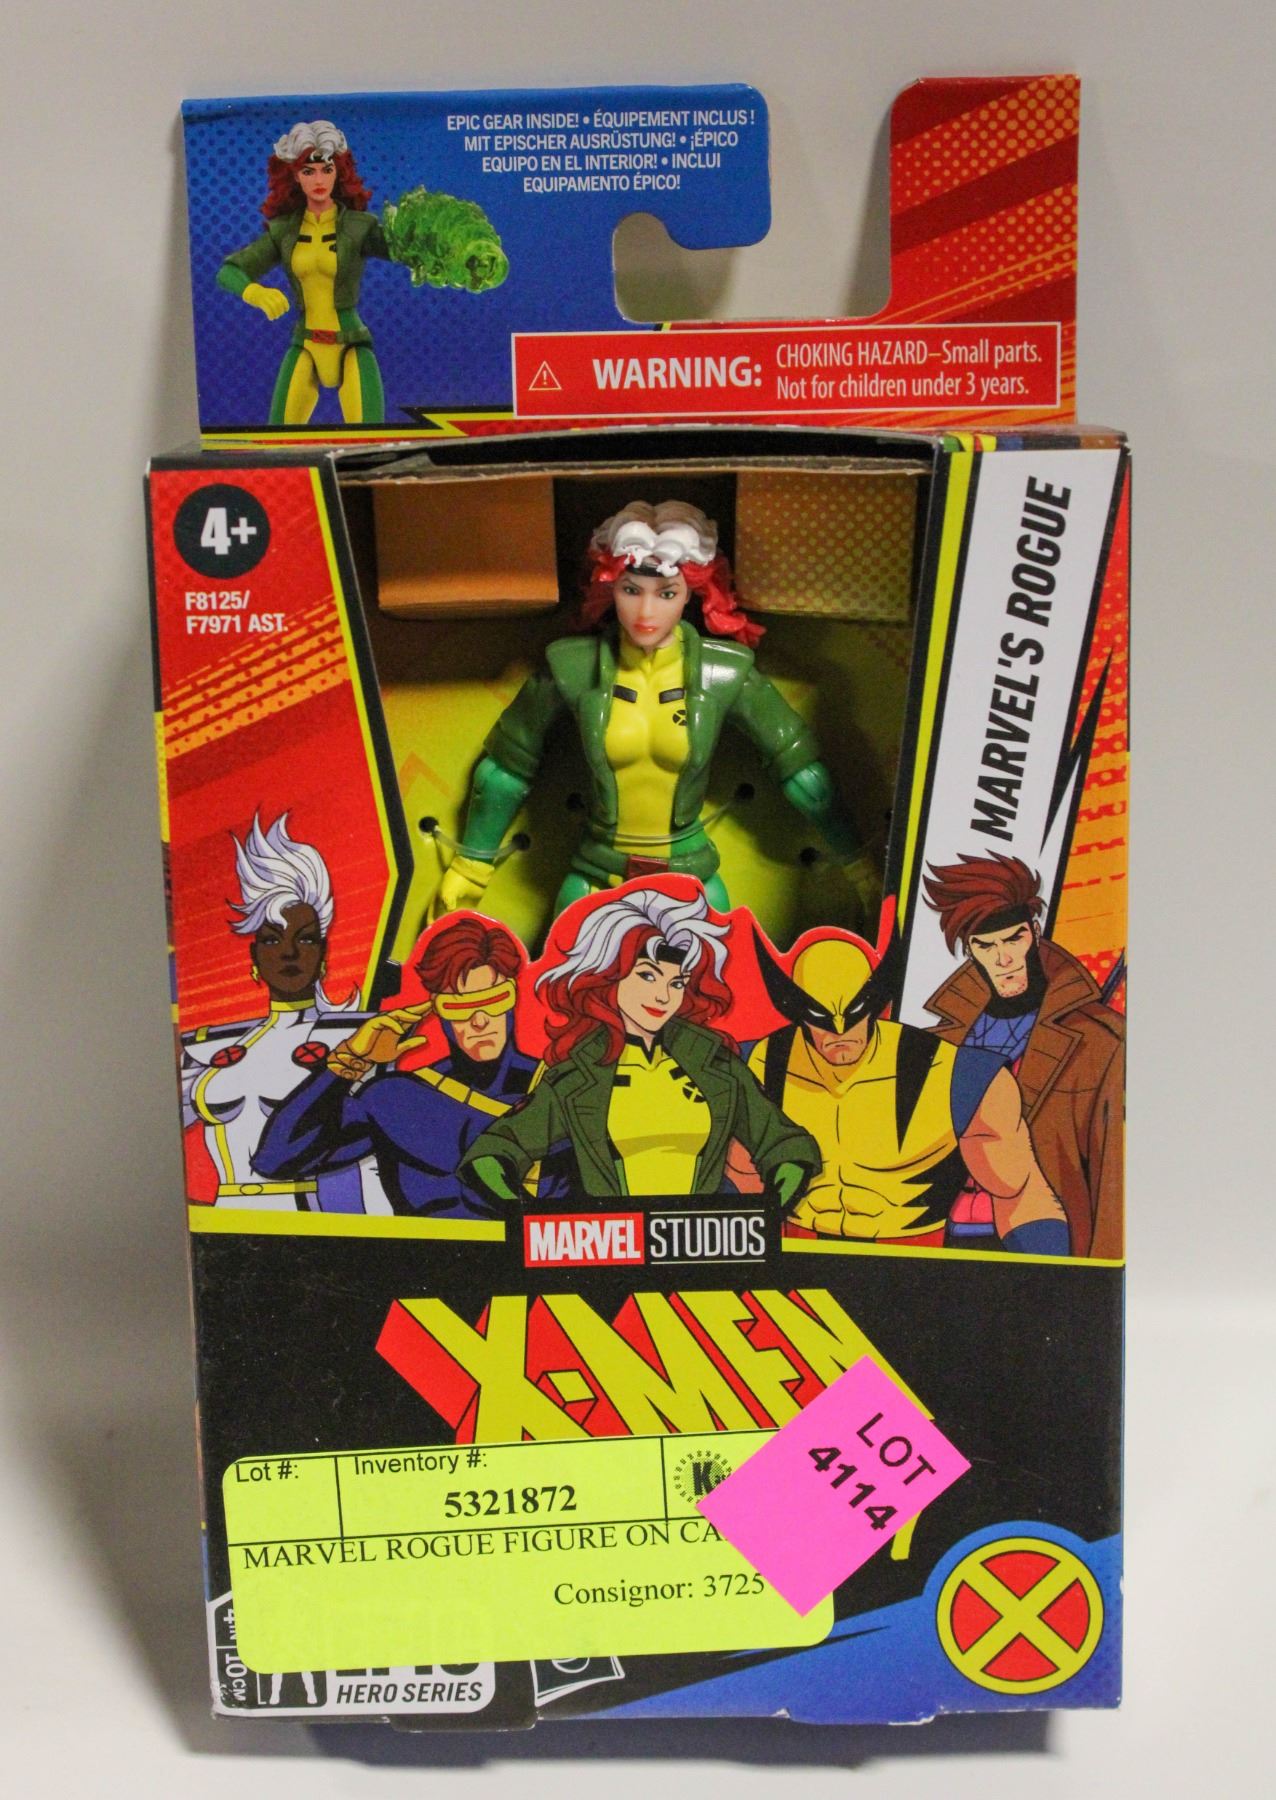 EPIC GEAR INSIDE! • ÉQUIPEMENT INCLUS !
MIT EPISCHER AUSRÜSTUNG! • ¡ÉPICO
EQUIPO EN EL INTERIOR! • INCLUI
EQUIPAMENTO ÉPICO!
WARNING:
CHOKING HAZARD–Small parts.
Not for children under 3 years.
4+
F8125/
F7971 AST.
MARVEL'S ROGUE
MARVEL STUDIOS
X-MEN
Lot #:
Inventory #:
5321872
MARVEL ROGUE FIGURE ON
Consignor: 3725
LOT
4114
4IN
10CM
HERO SERIES